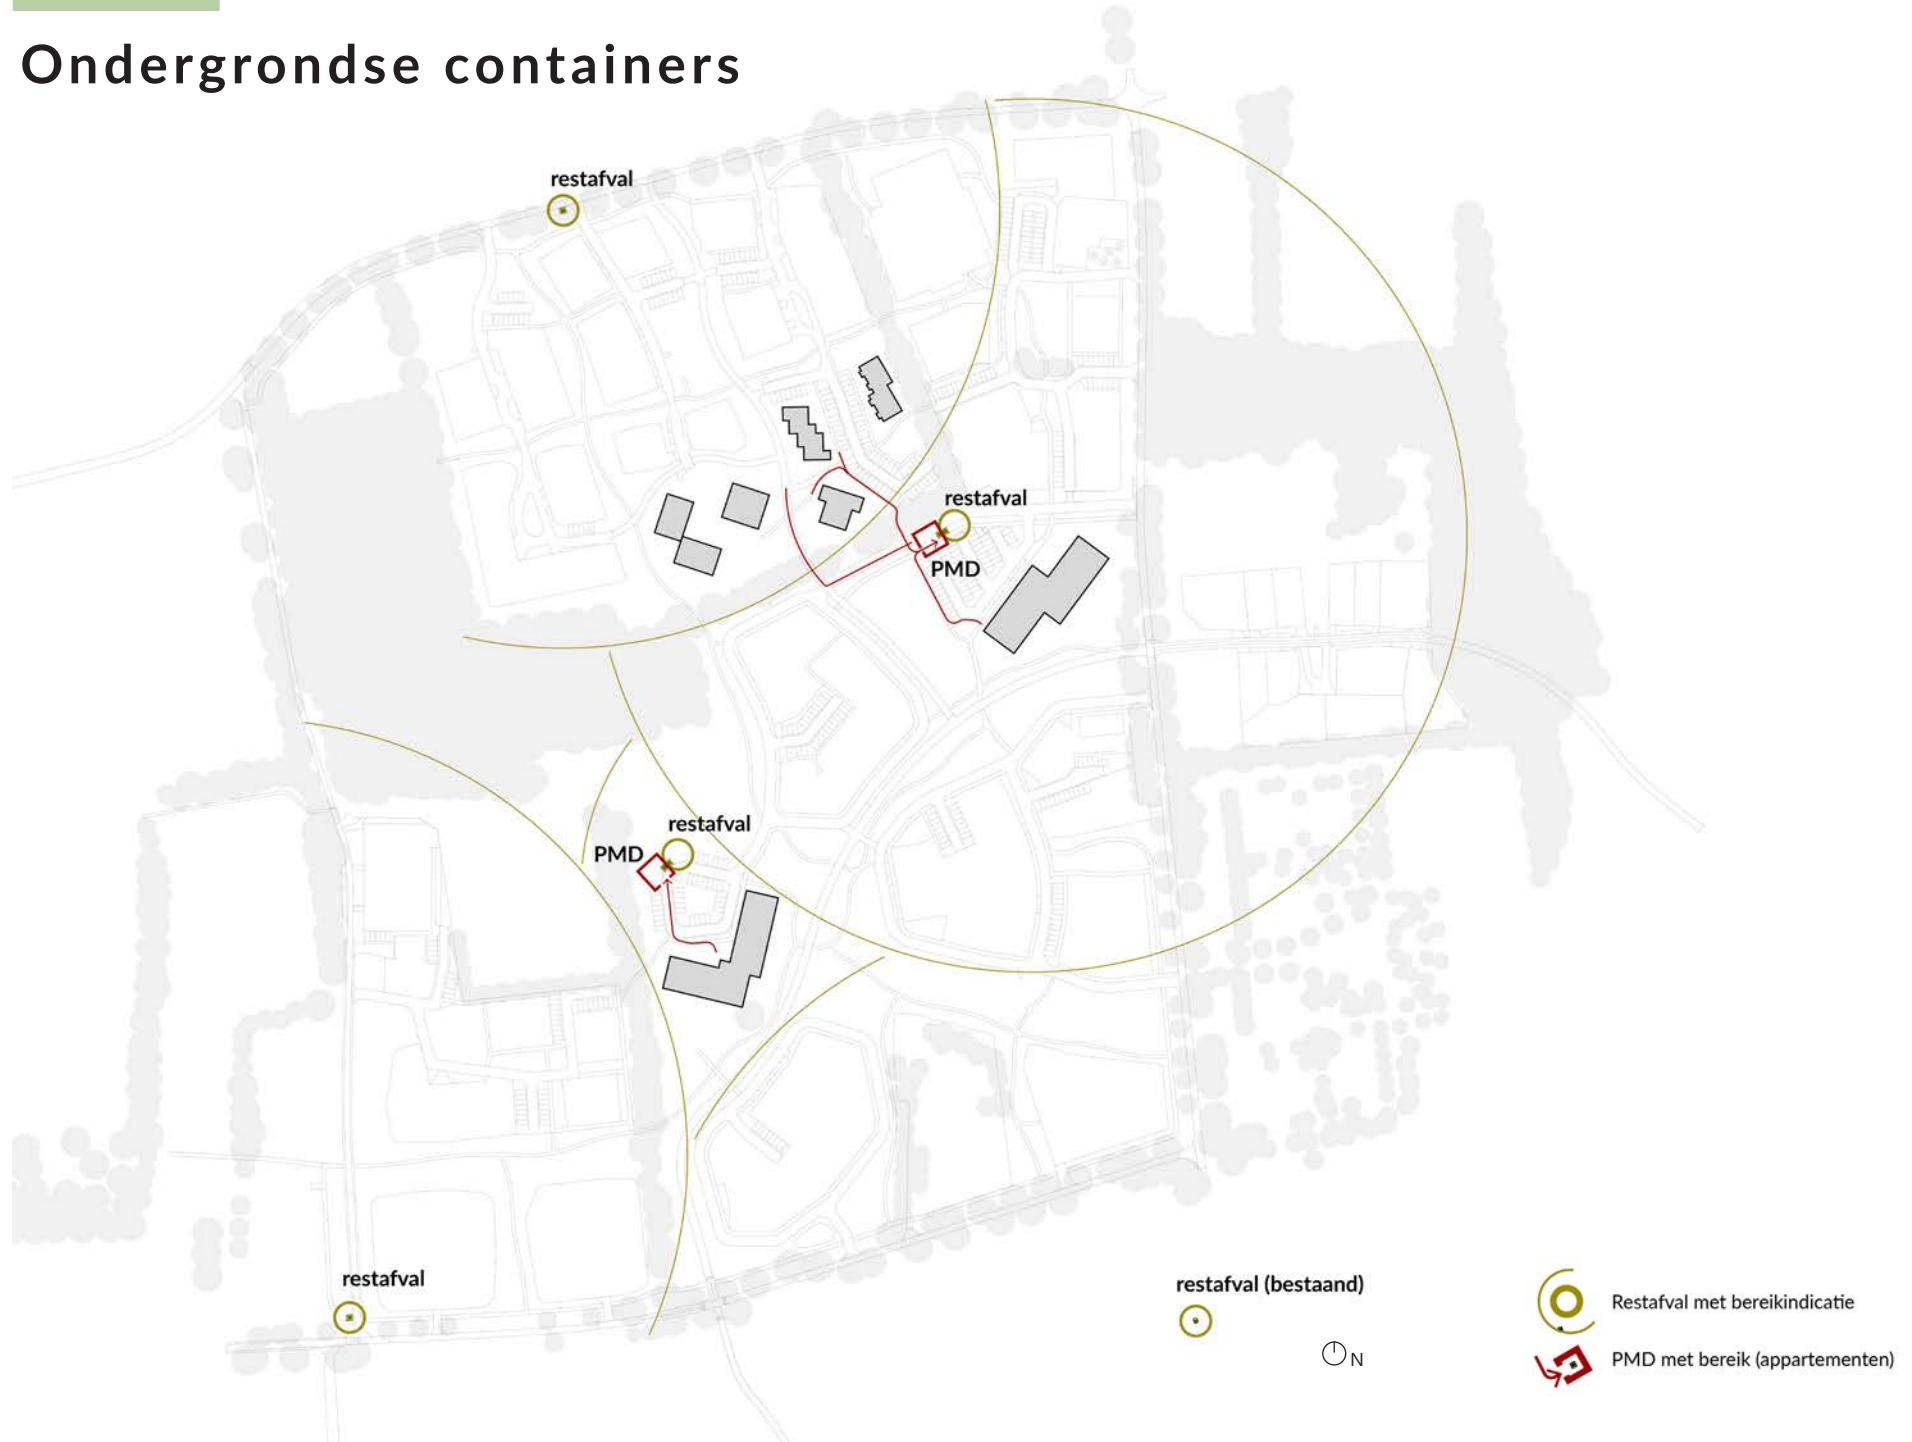 Ondergrondse containers
restafval
restafval
PMD
restafval
PMD
restafval
restafval (bestaand)
N
Restafval met bereikindicatie
PMD met bereik (appartementen)